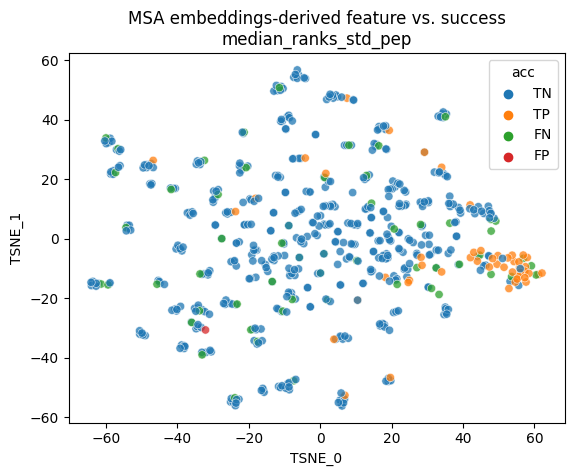 MSA embeddings-derived feature vs. success
median_ranks_std_pep
acc
TN
TP
FN
FP
60
40
20
0
−20
−40
−60
TSNE_1
−60
−40
−20
0
20
40
60
TSNE_0